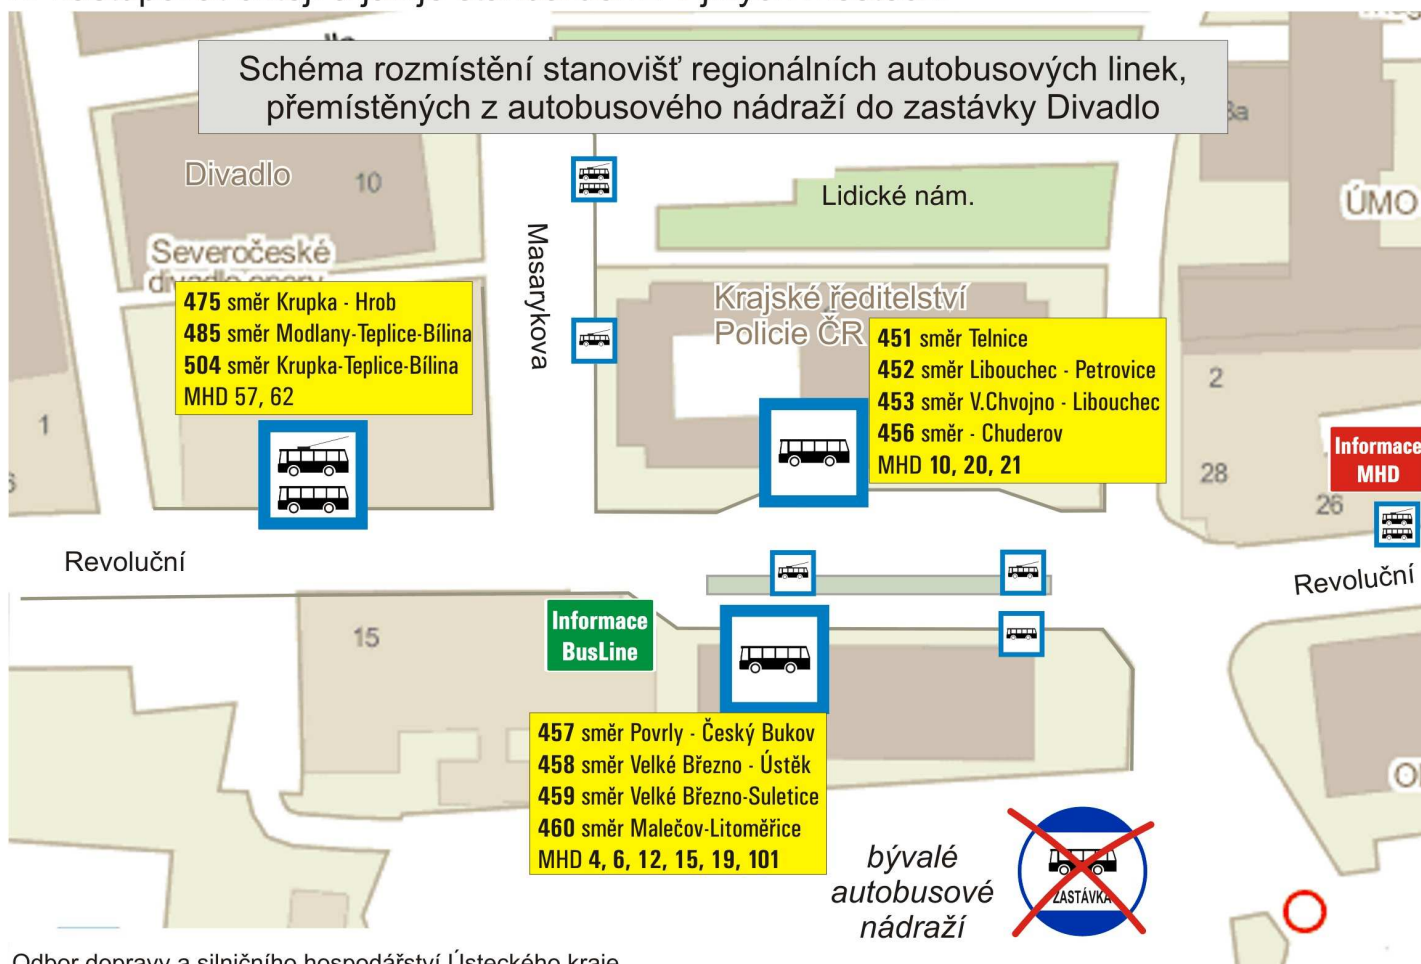 Schéma rozmístění stanovišť regionálních autobusových linek,
přemístěných z autobusového nádraží do zastávky Divadlo
8a
Divadlo
10
Lidické nám.
ÚMO
Masarykova
Severočeské
divadlo opery
475 směr Krupka - Hrob
485 směr Modlany-Teplice-Bílina
504 směr Krupka-Teplice-Bílina
MHD 57, 62
Krajské ředitelství
Policie ČR
451 směr Telnice
452 směr Libouchec - Petrovice
453 směr V.Chvojno - Libouchec
456 směr - Chuderov
MHD 10, 20, 21
2
1
Informace
MHD
28
26
Revoluční
Revoluční
Informace
BusLine
15
457 směr Povrly - Český Bukov
458 směr Velké Březno - Ústěk
459 směr Velké Březno-Suletice
460 směr Malečov-Litoměřice
MHD 4, 6, 12, 15, 19, 101
bývalé
autobusové
nádraží
ZASTÁVKA
Odbor dopravy a silničního hospodářství Ústeckého kraje